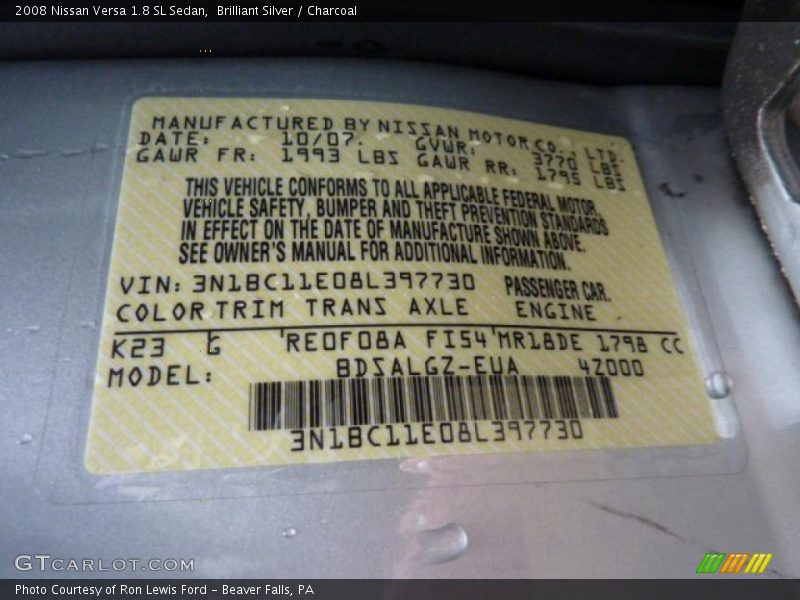 2008 Nissan Versa 1.8 SL Sedan, Brilliant Silver / Charcoal
MANUFACTURED BY NISSAN MOTOR CO., LTD.
DATE: 10/07. GVWR: 3770 LBS
GAWR FR: 1993 LBS GAWR RR: 1795 LBS
THIS VEHICLE CONFORMS TO ALL APPLICABLE FEDERAL MOTOR
VEHICLE SAFETY, BUMPER AND THEFT PREVENTION STANDARDS
IN EFFECT ON THE DATE OF MANUFACTURE SHOWN ABOVE.
SEE OWNER'S MANUAL FOR ADDITIONAL INFORMATION.
VIN: 3N1BC11E08L397730 PASSENGER CAR.
COLOR TRIM TRANS AXLE ENGINE
K23 G RE0F08A FI54 MR18DE 1798 CC
MODEL: BDSALGZ-EUA 4Z000
3N1BC11E08L397730
GTCARLOT.COM
Photo Courtesy of Ron Lewis Ford - Beaver Falls, PA